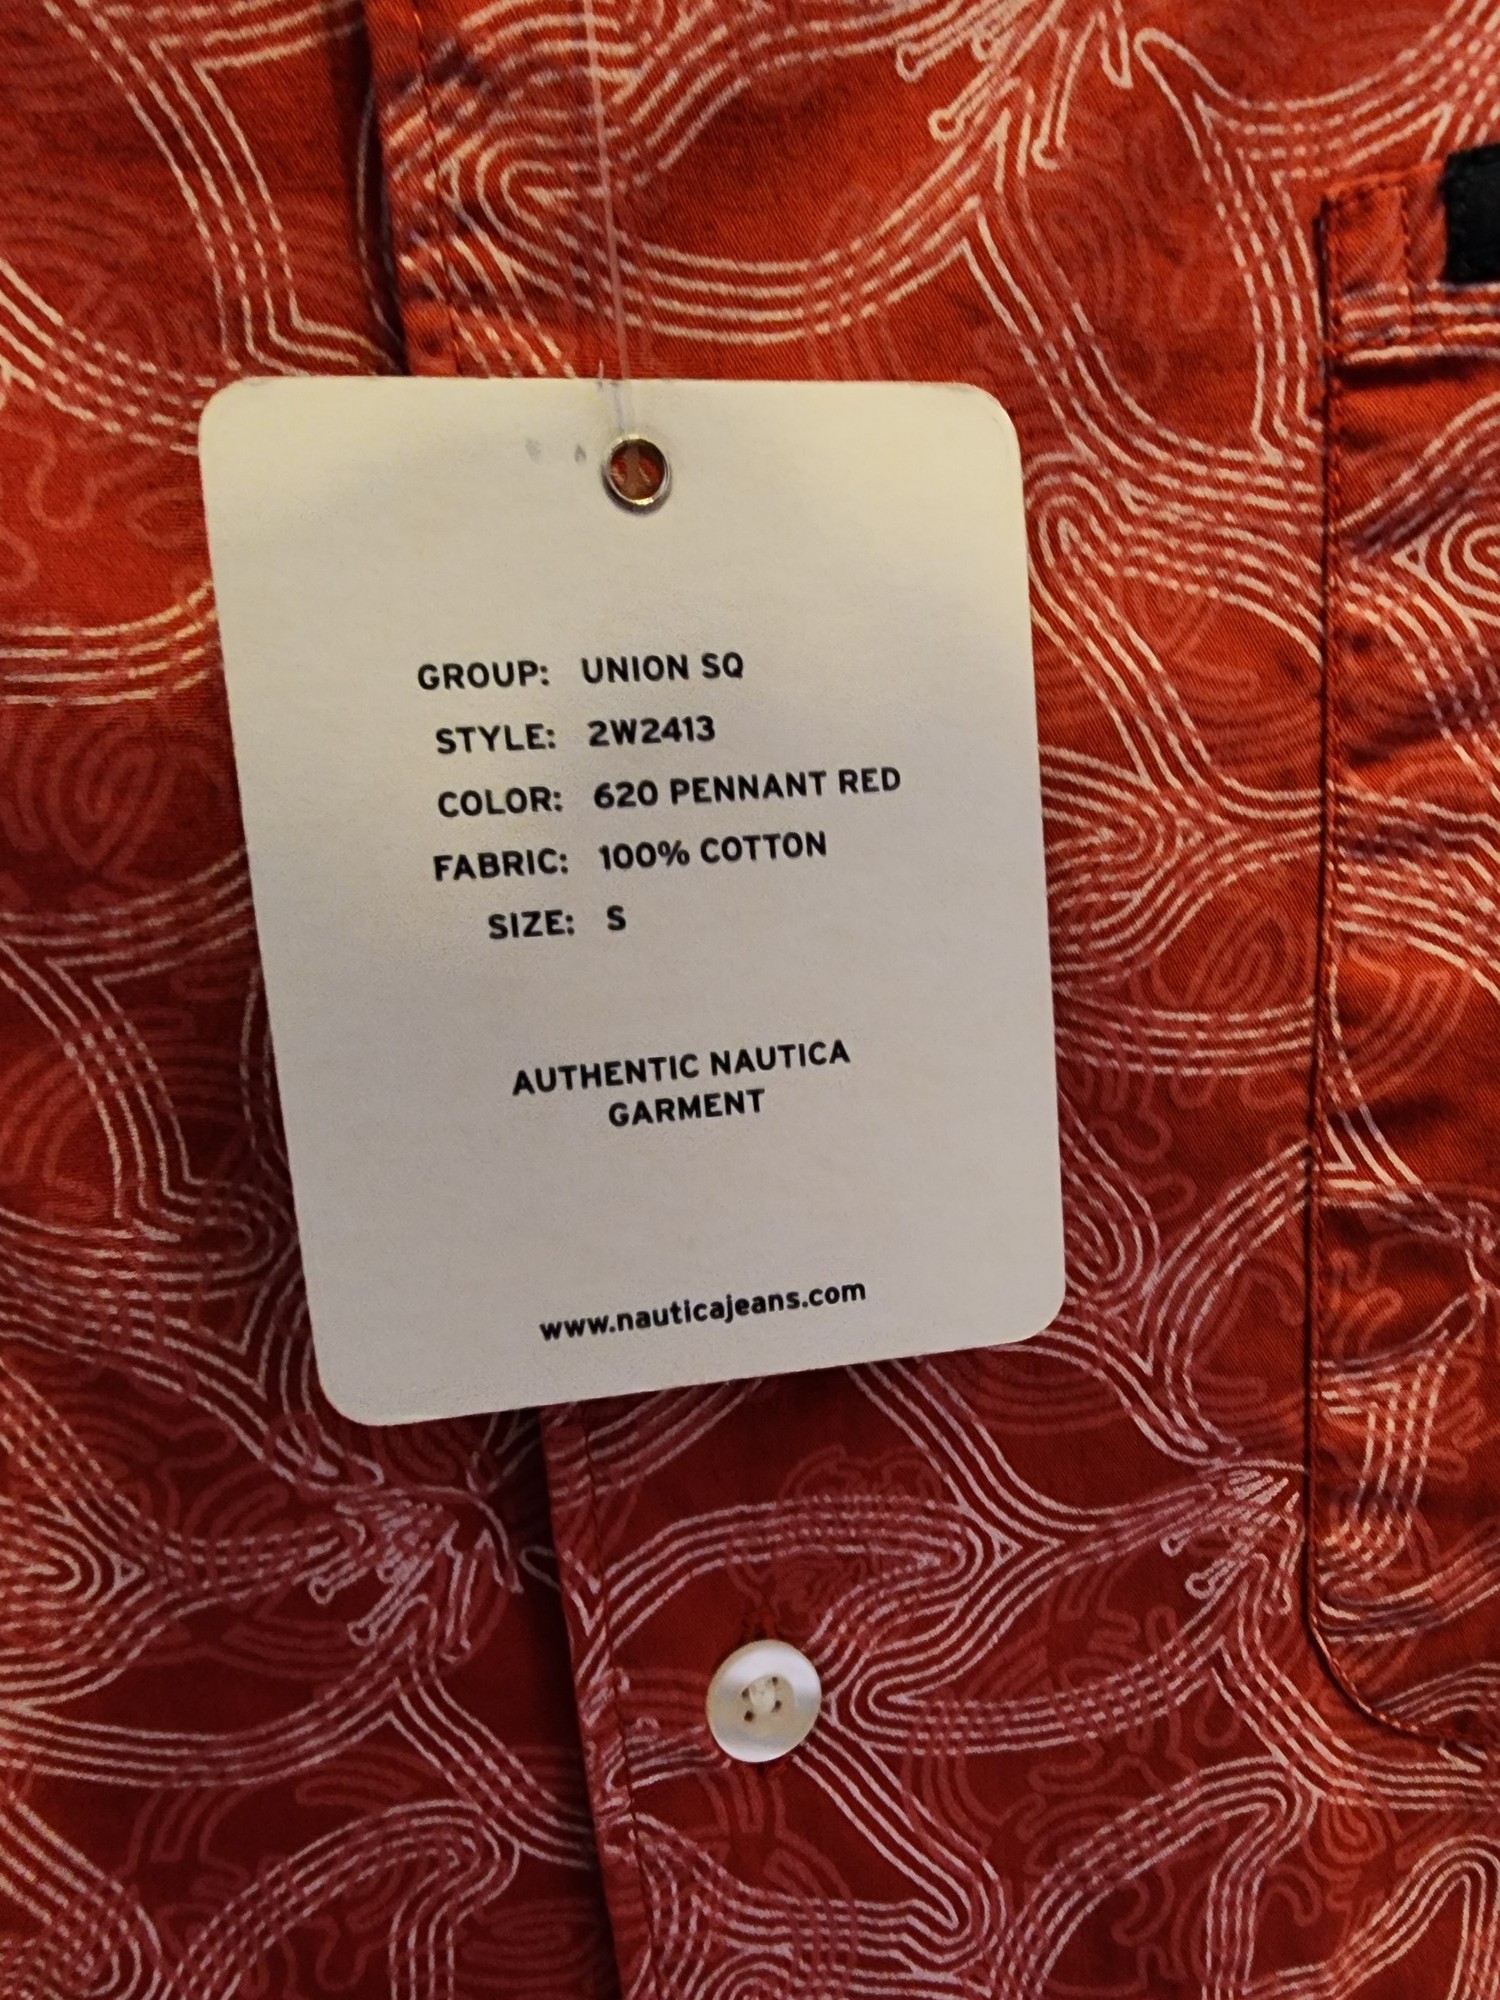 GROUP: UNION SQ
STYLE: 2W2413
COLOR: 620 PENNANT RED
FABRIC: 100% COTTON
SIZE: S
AUTHENTIC NAUTICA
GARMENT
www.nauticajeans.com